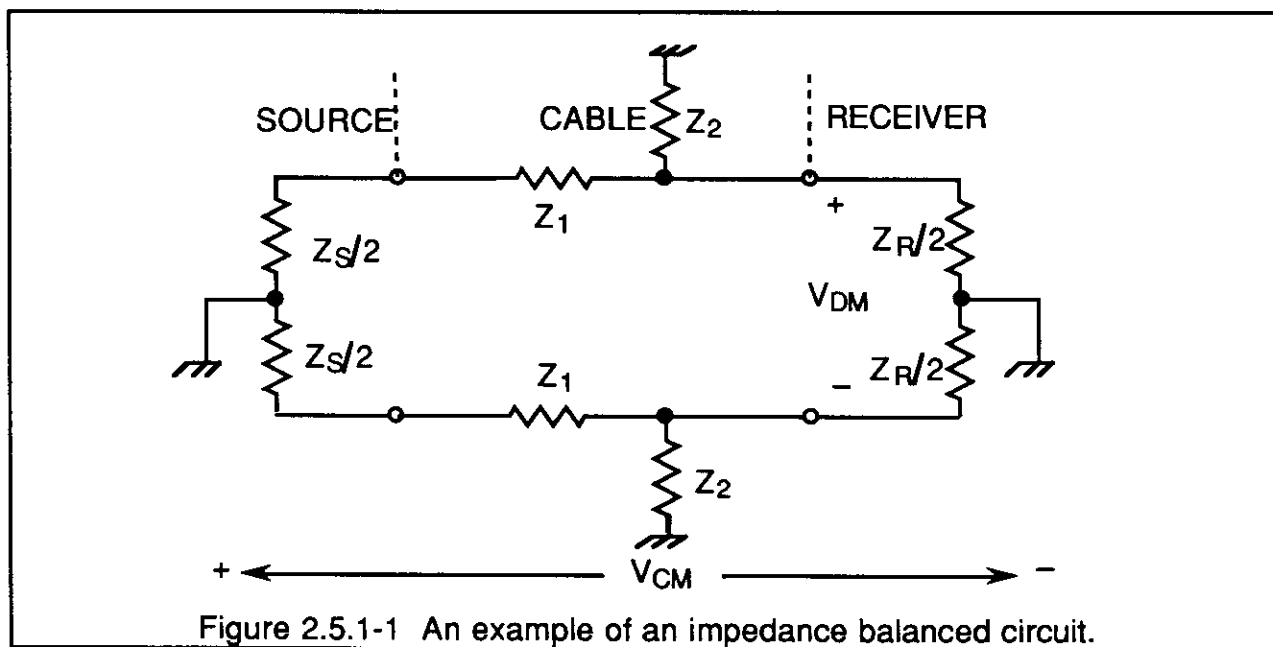 SOURCE CABLE Z2 RECEIVER
Z1 +
ZS/2 ZR/2
VDM
ZS/2 Z1 – ZR/2
Z2
+ VCM –
Figure 2.5.1-1 An example of an impedance balanced circuit.